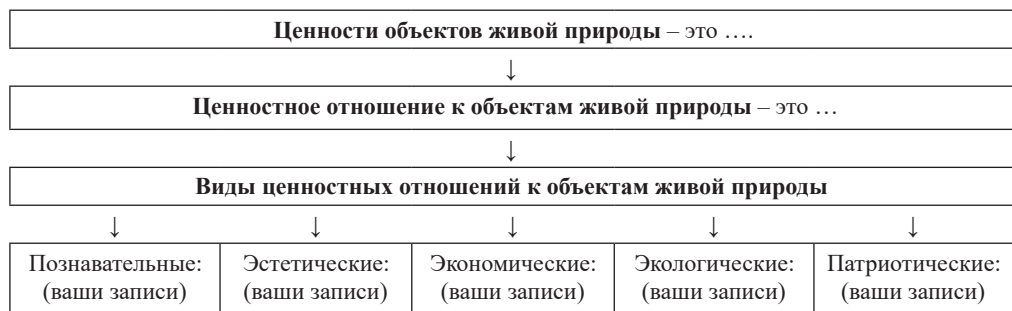 Ценности объектов живой природы – это ….
↓
Ценностное отношение к объектам живой природы – это …
↓
Виды ценностных отношений к объектам живой природы
↓ ↓ ↓ ↓ ↓
Познавательные: Эстетические: Экономические: Экологические: Патриотические:
(ваши записи) (ваши записи) (ваши записи) (ваши записи) (ваши записи)